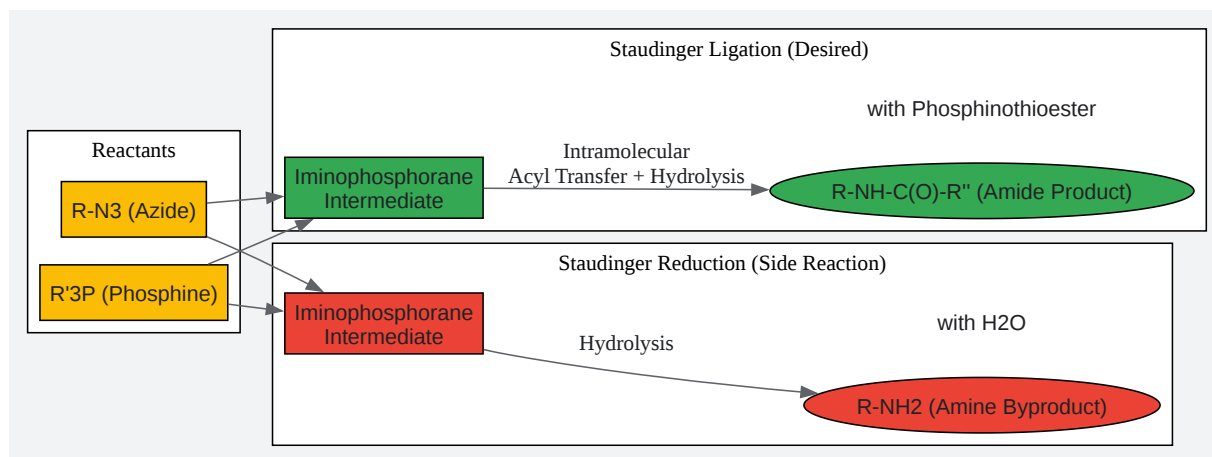 Staudinger Ligation (Desired)
with Phosphinothioester
Reactants
Intramolecular
Acyl Transfer + Hydrolysis
Iminophosphorane
Intermediate
R-N3 (Azide)
R-NH-C(O)-R" (Amide Product)
Staudinger Reduction (Side Reaction)
R'3P (Phosphine)
Iminophosphorane
Intermediate
with H2O
Hydrolysis
R-NH2 (Amine Byproduct)